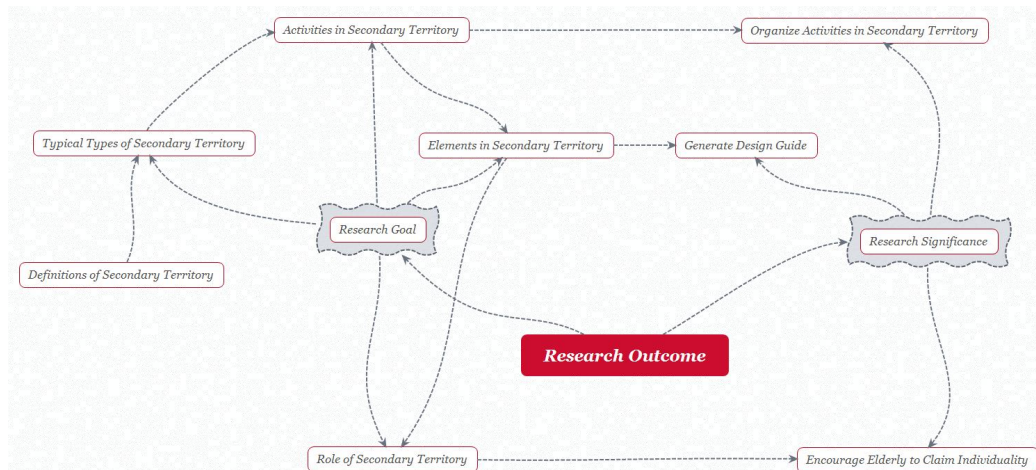 Activities in Secondary Territory
Organize Activities in Secondary Territory
Typical Types of Secondary Territory
Elements in Secondary Territory
Generate Design Guide
Research Goal
Research Significance
Definitions of Secondary Territory
Research Outcome
Role of Secondary Territory
Encourage Elderly to Claim Individuality